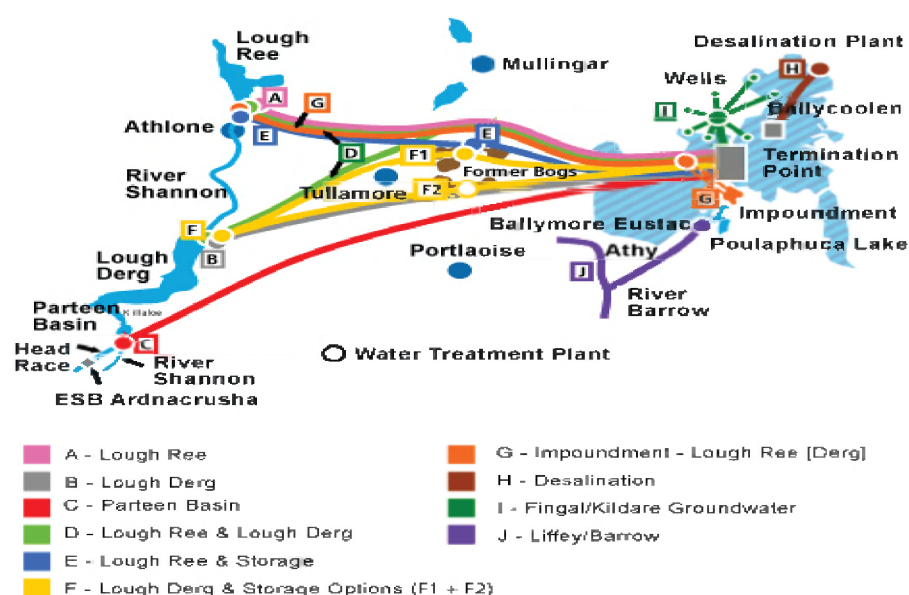 Lough
Ree
Desalination Plant
Mullingar
H
Wells
A
G
Ballycoolen
I
Athlone
E
E
D
F1
Termination
Point
River
Shannon
Former Bogs
Tullamore
F2
G
Impoundment
F
Ballymore Eustac
Poulaphuca Lake
B
Portlaoise
Athy
Lough
Derg
J
River
Barrow
Parteen
Basin
Killaloe
C
Water Treatment Plant
Head
Race
River
Shannon
ESB Ardnacrusha
A - Lough Ree
B - Lough Derg
C - Parteen Basin
D - Lough Ree & Lough Derg
E - Lough Ree & Storage
F - Lough Derg & Storage Options (F1 + F2)
G - Impoundment - Lough Ree [Derg]
H - Desalination
I - Fingal/Kildare Groundwater
J - Liffey/Barrow